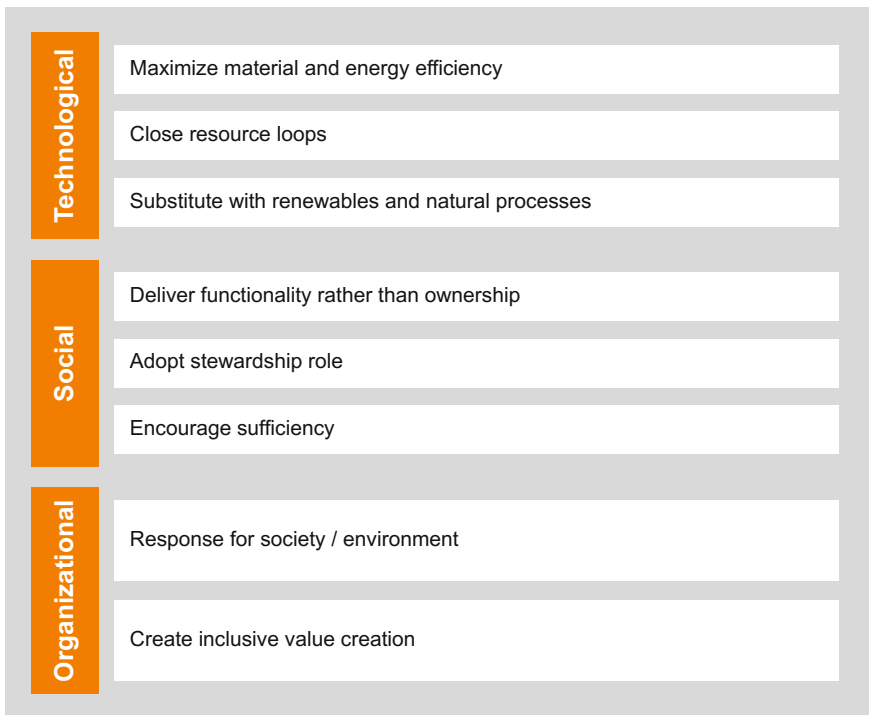 Technological
Maximize material and energy efficiency
Close resource loops
Substitute with renewables and natural processes
Social
Deliver functionality rather than ownership
Adopt stewardship role
Encourage sufficiency
Organizational
Response for society / environment
Create inclusive value creation